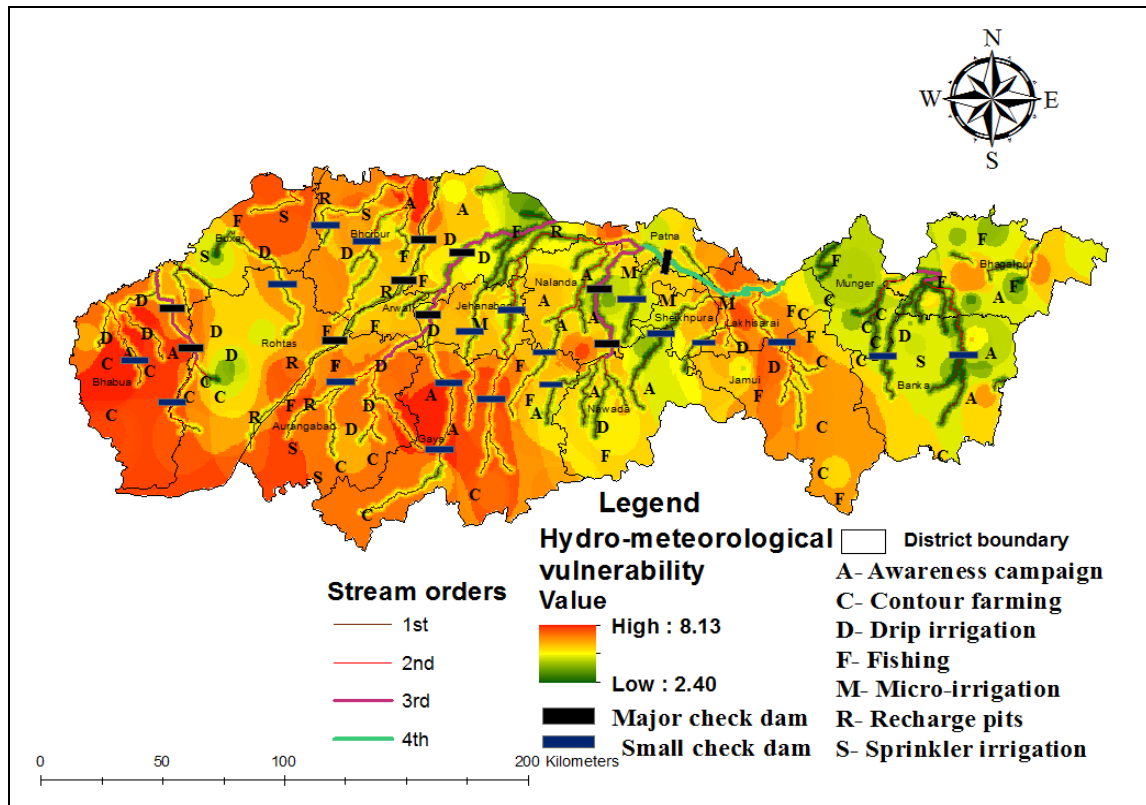 N
W E
S
R
A
F S S A
Buxar Bhojpur
D D F D
S
R F
D
F R
Patna
M
Nalanda
A
Jehanabad
Arwal
M
Sheikhpura
M
Lakhisarai
F
Munger
C
F
Bhagalpur
F
A
D
D
D D
A A
C C
Bhabua
C
C
D
D
C
C
Rohtas
F
F
R
F
R
F R
Aurangabad
D
D
D
S
S
C
C
C
D
M
A
A
Gaya
C
F
F
A
A
A
A
Nawada
D
F
A
D
Jamui
F
D
F
C
F
C
C
C
F
C
C
D
S
Banka
F
A
A
C
Legend
Hydro-meteorological
vulnerability
Value
High : 8.13
Low : 2.40
Major check dam
Small check dam
Stream orders
1st
2nd
3rd
4th
District boundary
A- Awareness campaign
C- Contour farming
D- Drip irrigation
F- Fishing
M- Micro-irrigation
R- Recharge pits
S- Sprinkler irrigation
0 50 100 200 Kilometers